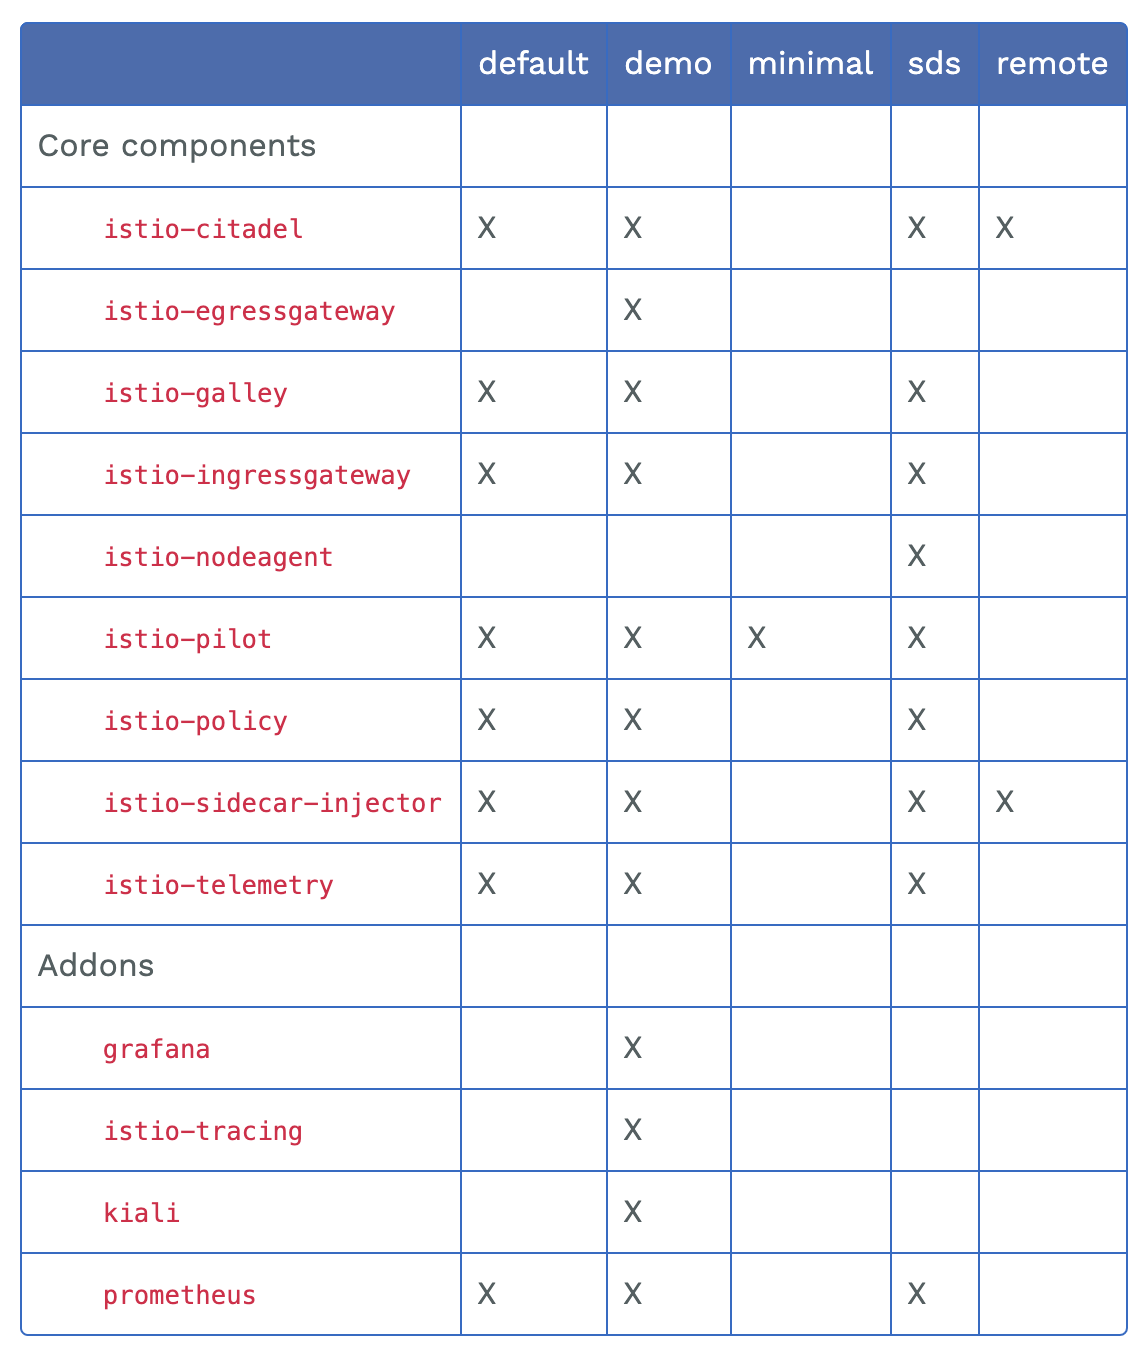 default demo minimal sds remote
Core components
istio-citadel X X X X
istio-egressgateway X
istio-galley X X X
istio-ingressgateway X X X
istio-nodeagent X
istio-pilot X X X X
istio-policy X X X
istio-sidecar-injector X X X X
istio-telemetry X X X
Addons
grafana X
istio-tracing X
kiali X
prometheus X X X